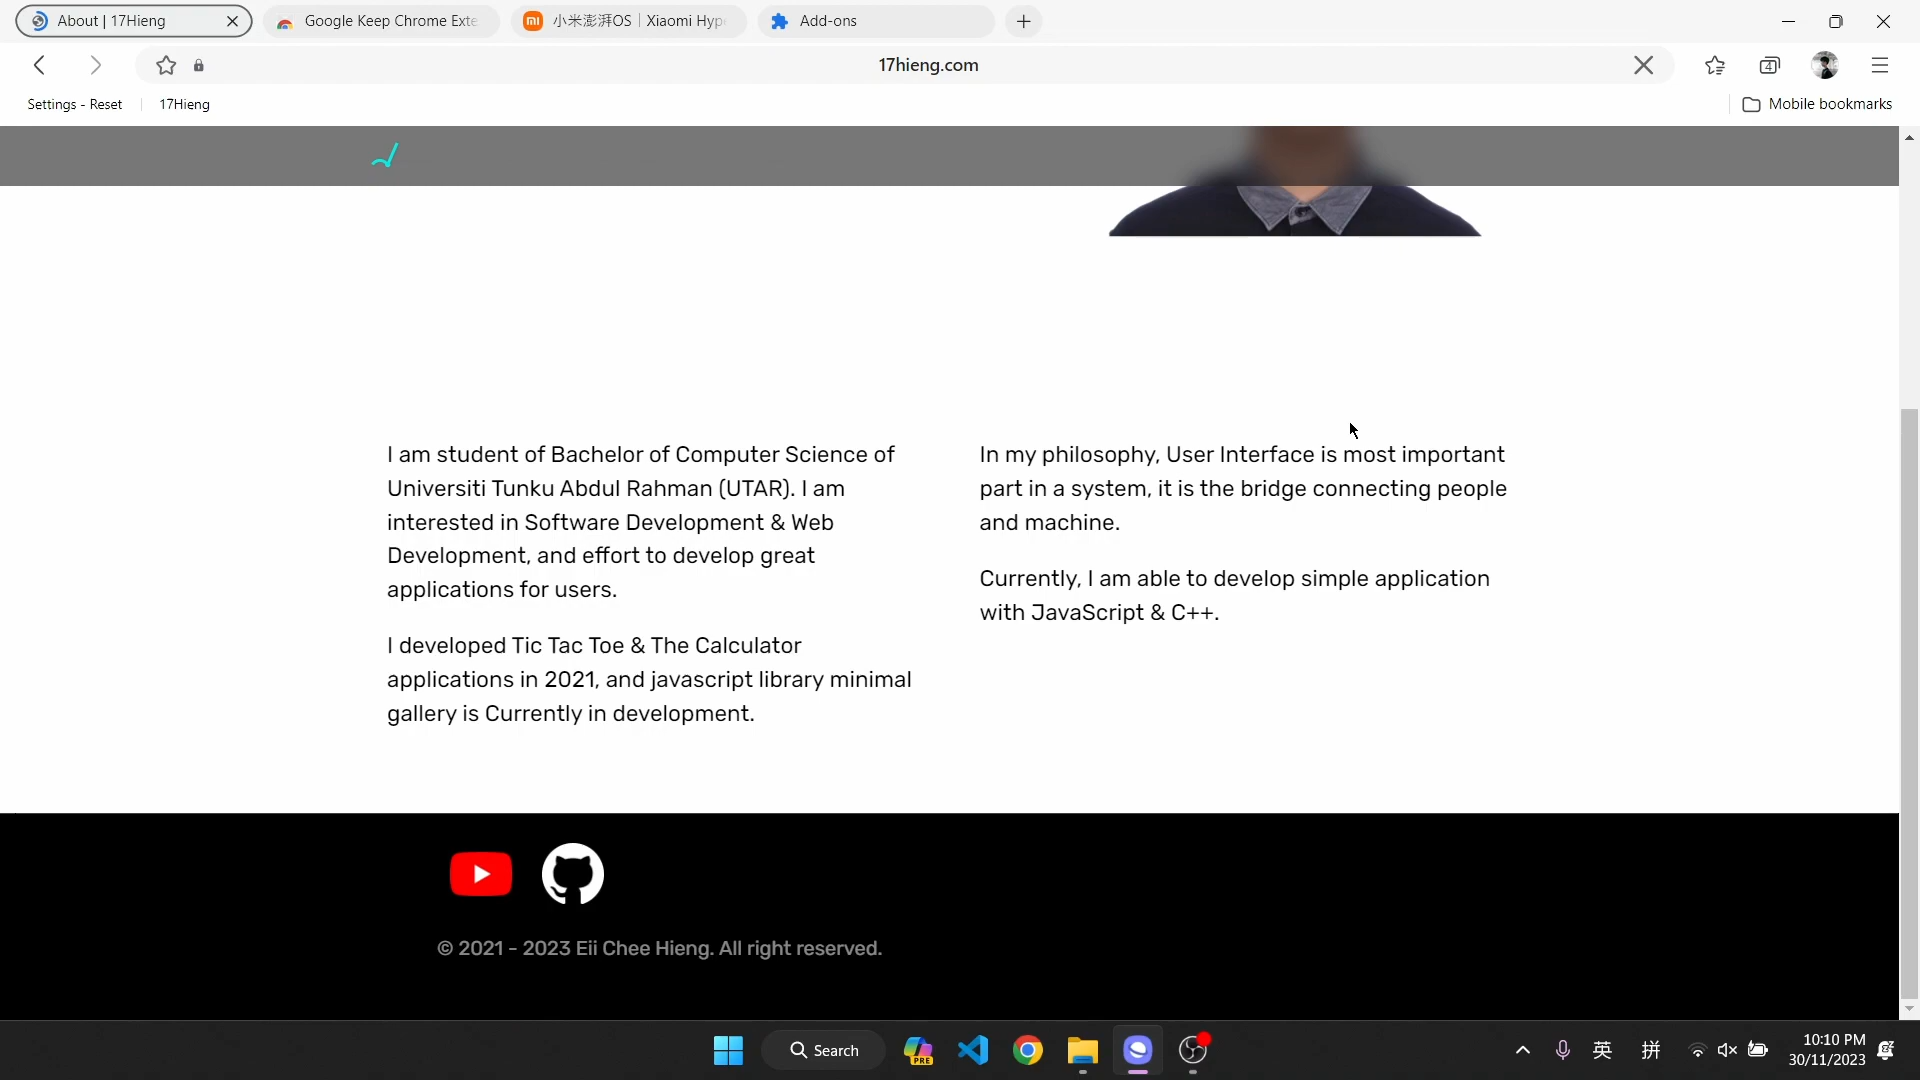 About | 17Hieng
Google Keep Chrome Exte
小米澎湃OS | Xiaomi Hyp
Add-ons
17hieng.com
4
Settings - Reset
17Hieng
Mobile bookmarks
I am student of Bachelor of Computer Science of
Universiti Tunku Abdul Rahman (UTAR). I am
interested in Software Development & Web
Development, and effort to develop great
applications for users.
I developed Tic Tac Toe & The Calculator
applications in 2021, and javascript library minimal
gallery is Currently in development.
In my philosophy, User Interface is most important
part in a system, it is the bridge connecting people
and machine.
Currently, I am able to develop simple application
with JavaScript & C++.
© 2021 - 2023 Eii Chee Hieng. All right reserved.
Search
PRE
英
拼
10:10 PM
30/11/2023